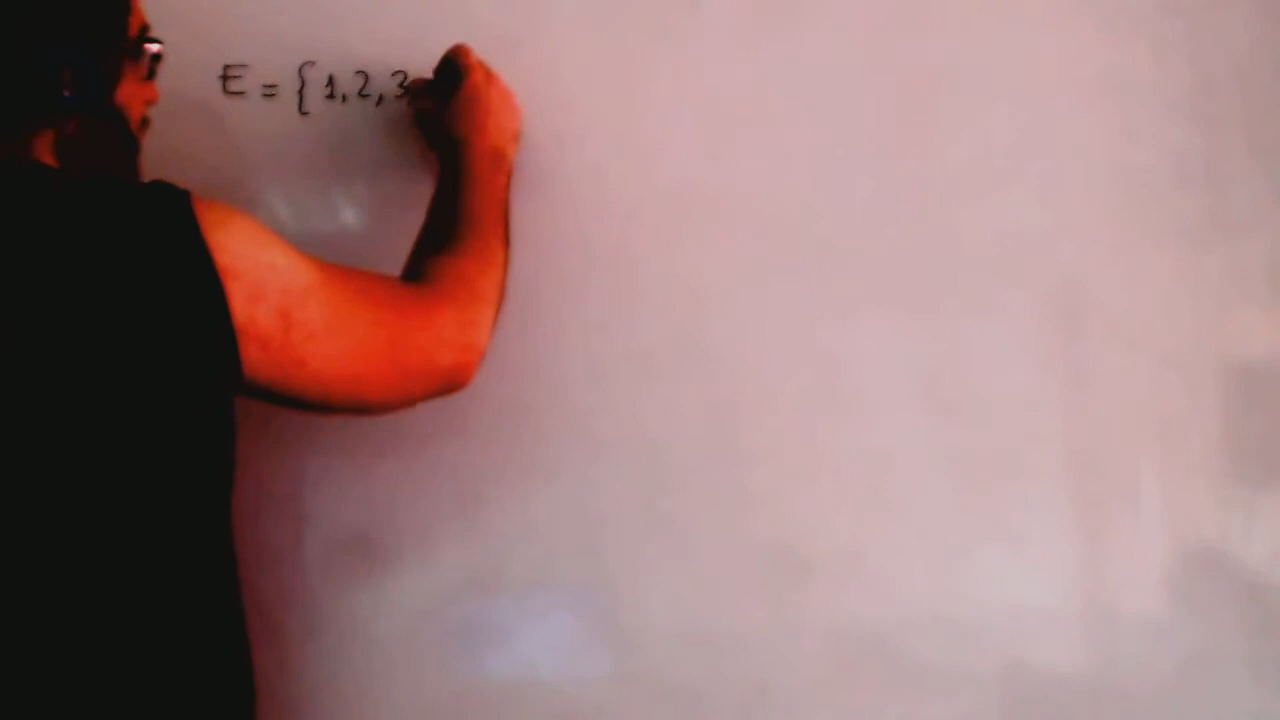 E = { 1, 2, 3,